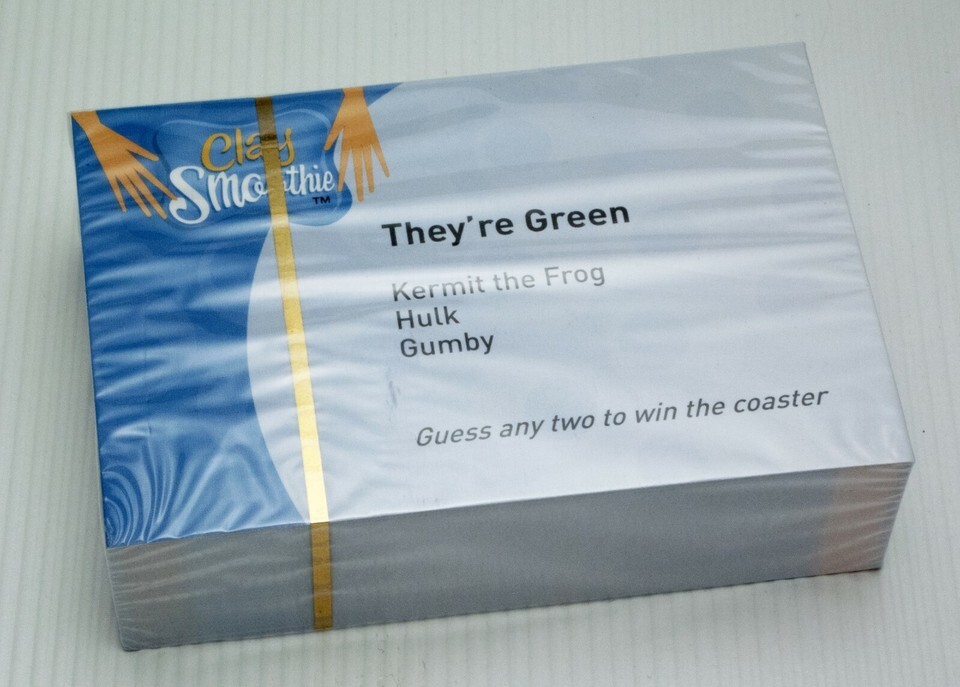 Clay
Smoothie
TM
They're Green
Kermit the Frog
Hulk
Gumby
Guess any two to win the coaster